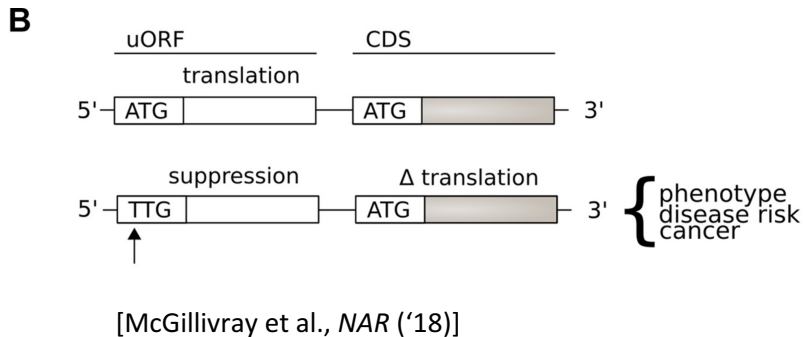 B
uORF CDS
translation
5' ATG ATG 3'
suppression Δ translation
5' TTG ATG 3'
{ phenotype
disease risk
cancer
[McGillivray et al., NAR (‘18)]